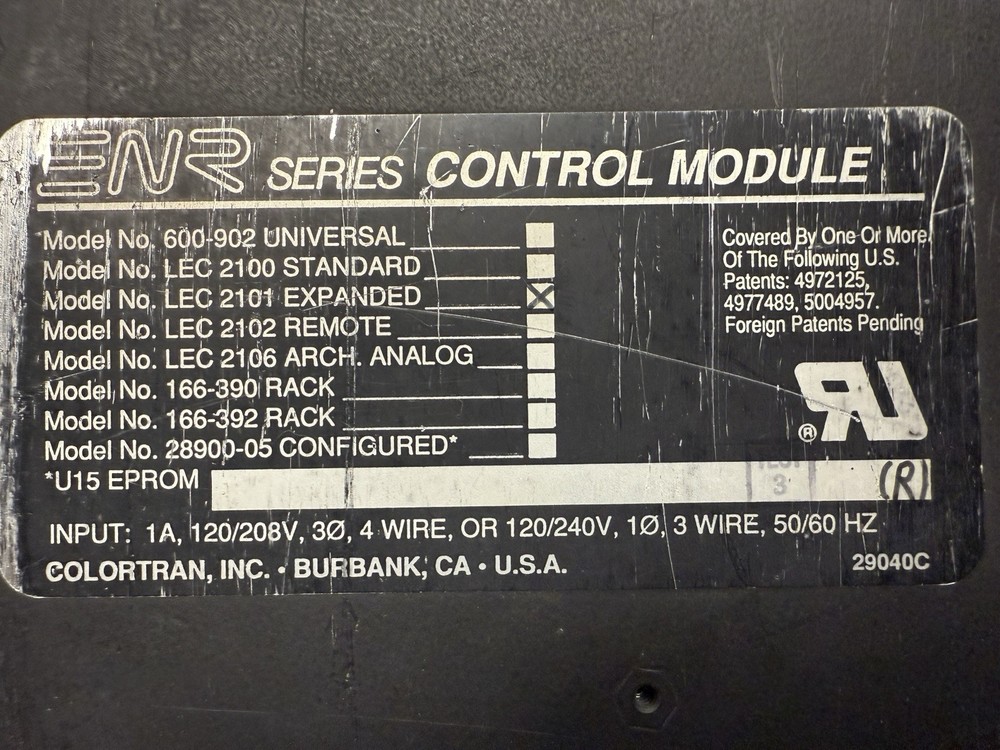 ENR SERIES CONTROL MODULE
Model No. 600-902 UNIVERSAL
Model No. LEC 2100 STANDARD
Model No. LEC 2101 EXPANDED
Model No. LEC 2102 REMOTE
Model No. LEC 2106 ARCH. ANALOG
Model No. 166-390 RACK
Model No. 166-392 RACK
Model No. 28900-05 CONFIGURED*
*U15 EPROM
Covered By One Or More
Of The Following U.S.
Patents: 4972125,
4977489, 5004957.
Foreign Patents Pending
RU
®
TEST
3
(R)
INPUT: 1A, 120/208V, 3Ø, 4 WIRE, OR 120/240V, 1Ø, 3 WIRE, 50/60 HZ
COLORTRAN, INC. • BURBANK, CA • U.S.A.
29040C